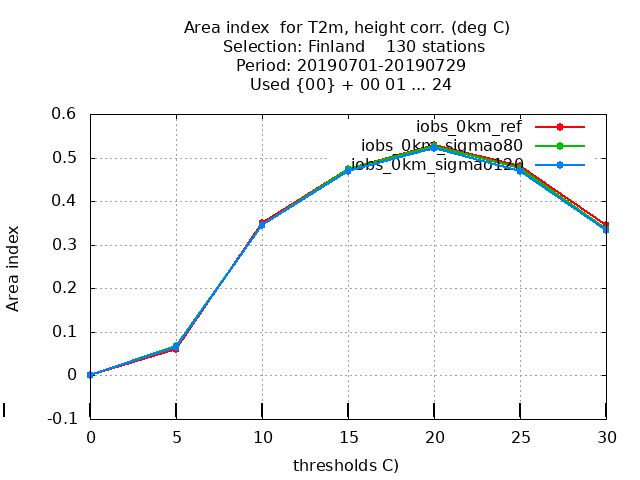 Area index  for T2m, height corr. (deg C)
Selection: Finland    130 stations
Period: 20190701-20190729
Used {00} + 00 01 ... 24
iobs_0km_ref
iobs_0km_sigmao80
iobs_0km_sigmao120
0.6
0.5
0.4
0.3
0.2
0.1
0
-0.1
Area index
0 5 10 15 20 25 30
thresholds C)